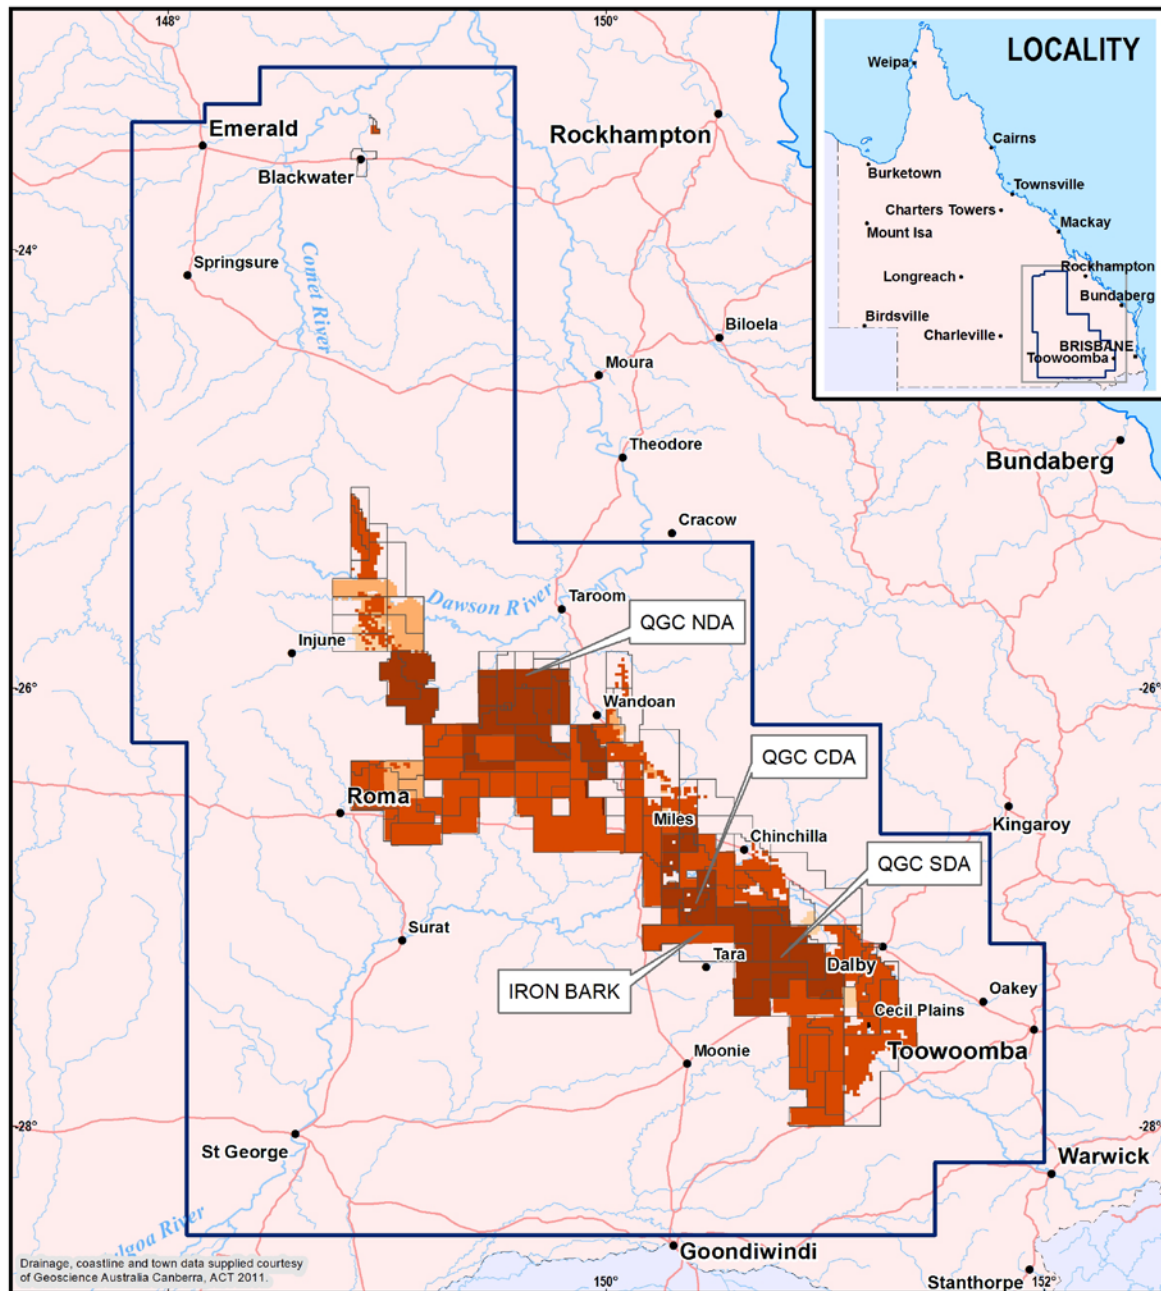 148°
150°
LOCALITY
Weipa
Cairns
Burketown
Townsville
Charters Towers
Mount Isa
Mackay
Longreach
Rockhampton
Bundaberg
Birdsville
Charleville
BRISBANE
Toowoomba
Emerald
Rockhampton
Blackwater
-24°
Springsure
Comet River
Biloela
Moura
Theodore
Bundaberg
Cracow
Dawson River
Taroom
QGC NDA
Injune
-26°
-26°
Wandoan
QGC CDA
Roma
Miles
Chinchilla
Kingaroy
QGC SDA
Surat
Tara
Dalby
IRON BARK
Oakey
Cecil Plains
Toowoomba
Moonie
-28°
-28°
St George
Warwick
lgoa River
Goondiwindi
Drainage, coastline and town data supplied courtesy
of Geoscience Australia Canberra, ACT 2011.
150°
Stanthorpe
152°